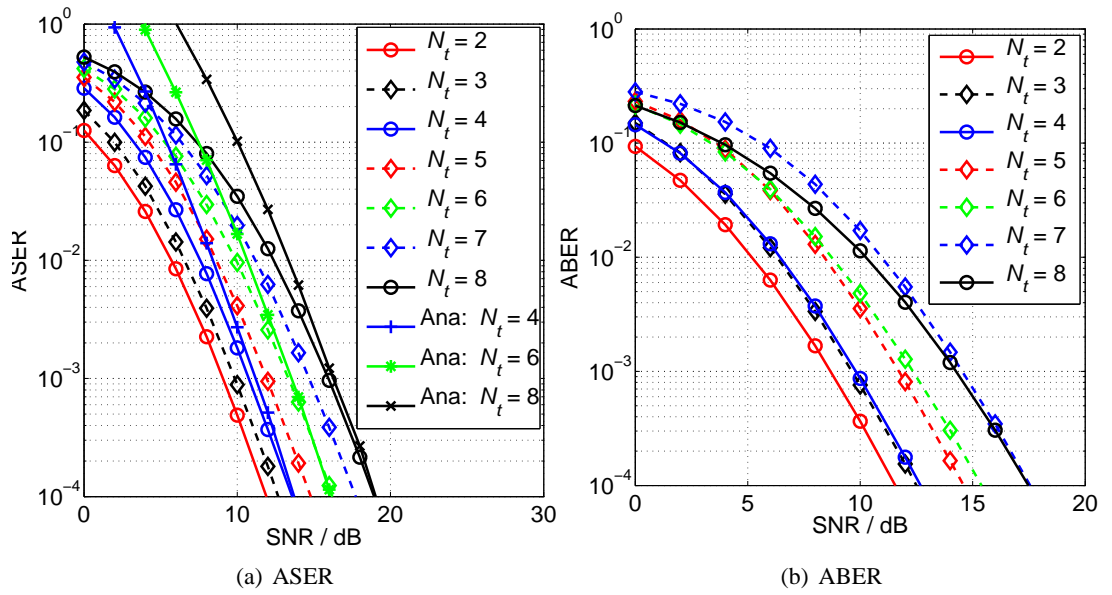 10^0
10^-1
10^-2
10^-3
10^-4
ASER
0 10 20 30
SNR / dB
N_t = 2
N_t = 3
N_t = 4
N_t = 5
N_t = 6
N_t = 7
N_t = 8
Ana: N_t = 4
Ana: N_t = 6
Ana: N_t = 8
(a) ASER
10^0
10^-1
10^-2
10^-3
10^-4
ABER
0 5 10 15 20
SNR / dB
N_t = 2
N_t = 3
N_t = 4
N_t = 5
N_t = 6
N_t = 7
N_t = 8
(b) ABER